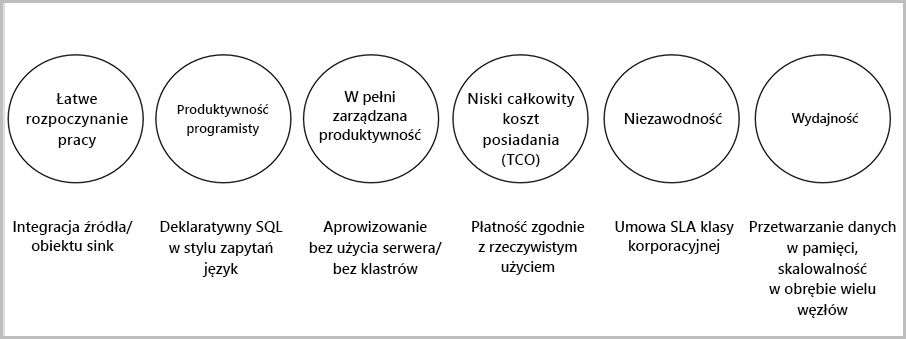 Łatwe
rozpoczynanie
pracy
Produktywność
programisty
W pełni
zarządzana
produktywność
Niski całkowity
koszt
posiadania
(TCO)
Niezawodność
Wydajność
Integracja źródła/
obiektu sink
Deklaratywny SQL
w stylu zapytań
język
Aprowizowanie
bez użycia serwera/
bez klastrów
Płatność zgodnie
z rzeczywistym
użyciem
Umowa SLA klasy
korporacyjnej
Przetwarzanie danych
w pamięci,
skalowalność
w obrębie wielu
węzłów